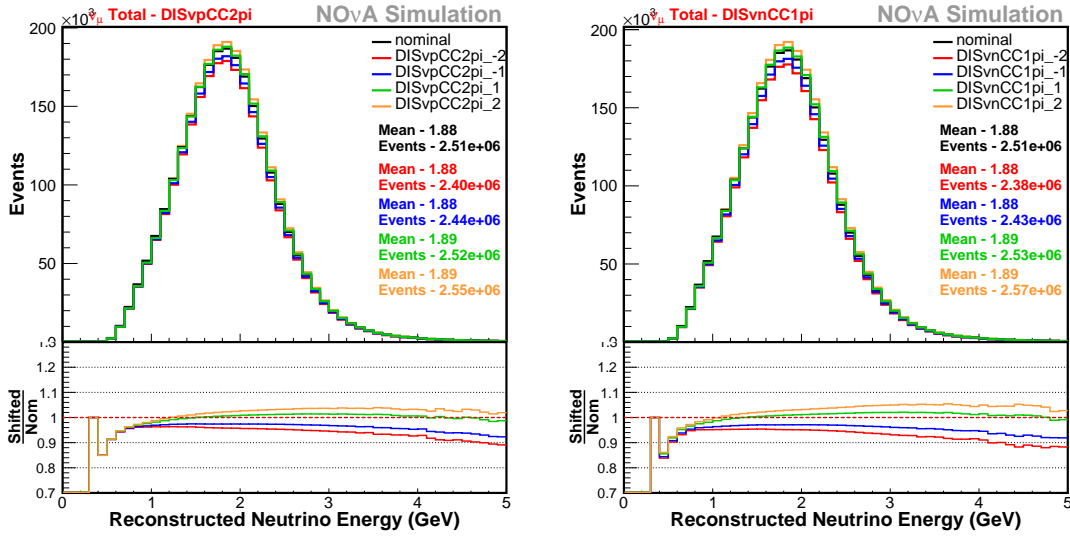 ×10³ ν̄μ Total - DISvpCC2pi NOνA Simulation
200
150
100
50
Events
nominal
DISvpCC2pi_-2
DISvpCC2pi_-1
DISvpCC2pi_1
DISvpCC2pi_2
Mean - 1.88
Events - 2.51e+06
Mean - 1.88
Events - 2.40e+06
Mean - 1.88
Events - 2.44e+06
Mean - 1.89
Events - 2.52e+06
Mean - 1.89
Events - 2.55e+06
1.3
1.2
1.1
1
0.9
0.8
0.7
Shifted
Nom
0 1 2 3 4 5
Reconstructed Neutrino Energy (GeV)
×10³ ν̄μ Total - DISvnCC1pi NOνA Simulation
200
150
100
50
Events
nominal
DISvnCC1pi_-2
DISvnCC1pi_-1
DISvnCC1pi_1
DISvnCC1pi_2
Mean - 1.88
Events - 2.51e+06
Mean - 1.88
Events - 2.38e+06
Mean - 1.88
Events - 2.43e+06
Mean - 1.89
Events - 2.53e+06
Mean - 1.89
Events - 2.57e+06
1.3
1.2
1.1
1
0.9
0.8
0.7
Shifted
Nom
0 1 2 3 4 5
Reconstructed Neutrino Energy (GeV)